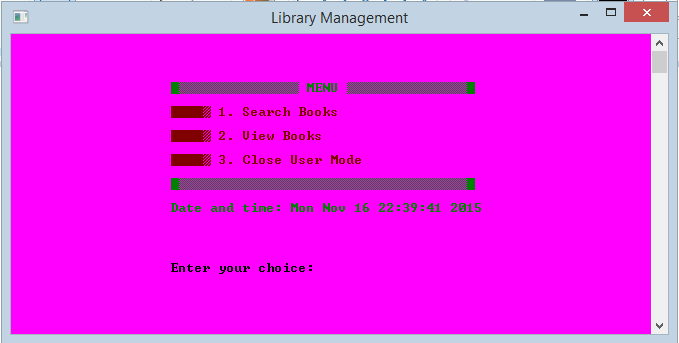 Library Management
MENU
1. Search Books
2. View Books
3. Close User Mode
Date and time: Mon Nov 16 22:39:41 2015
Enter your choice: